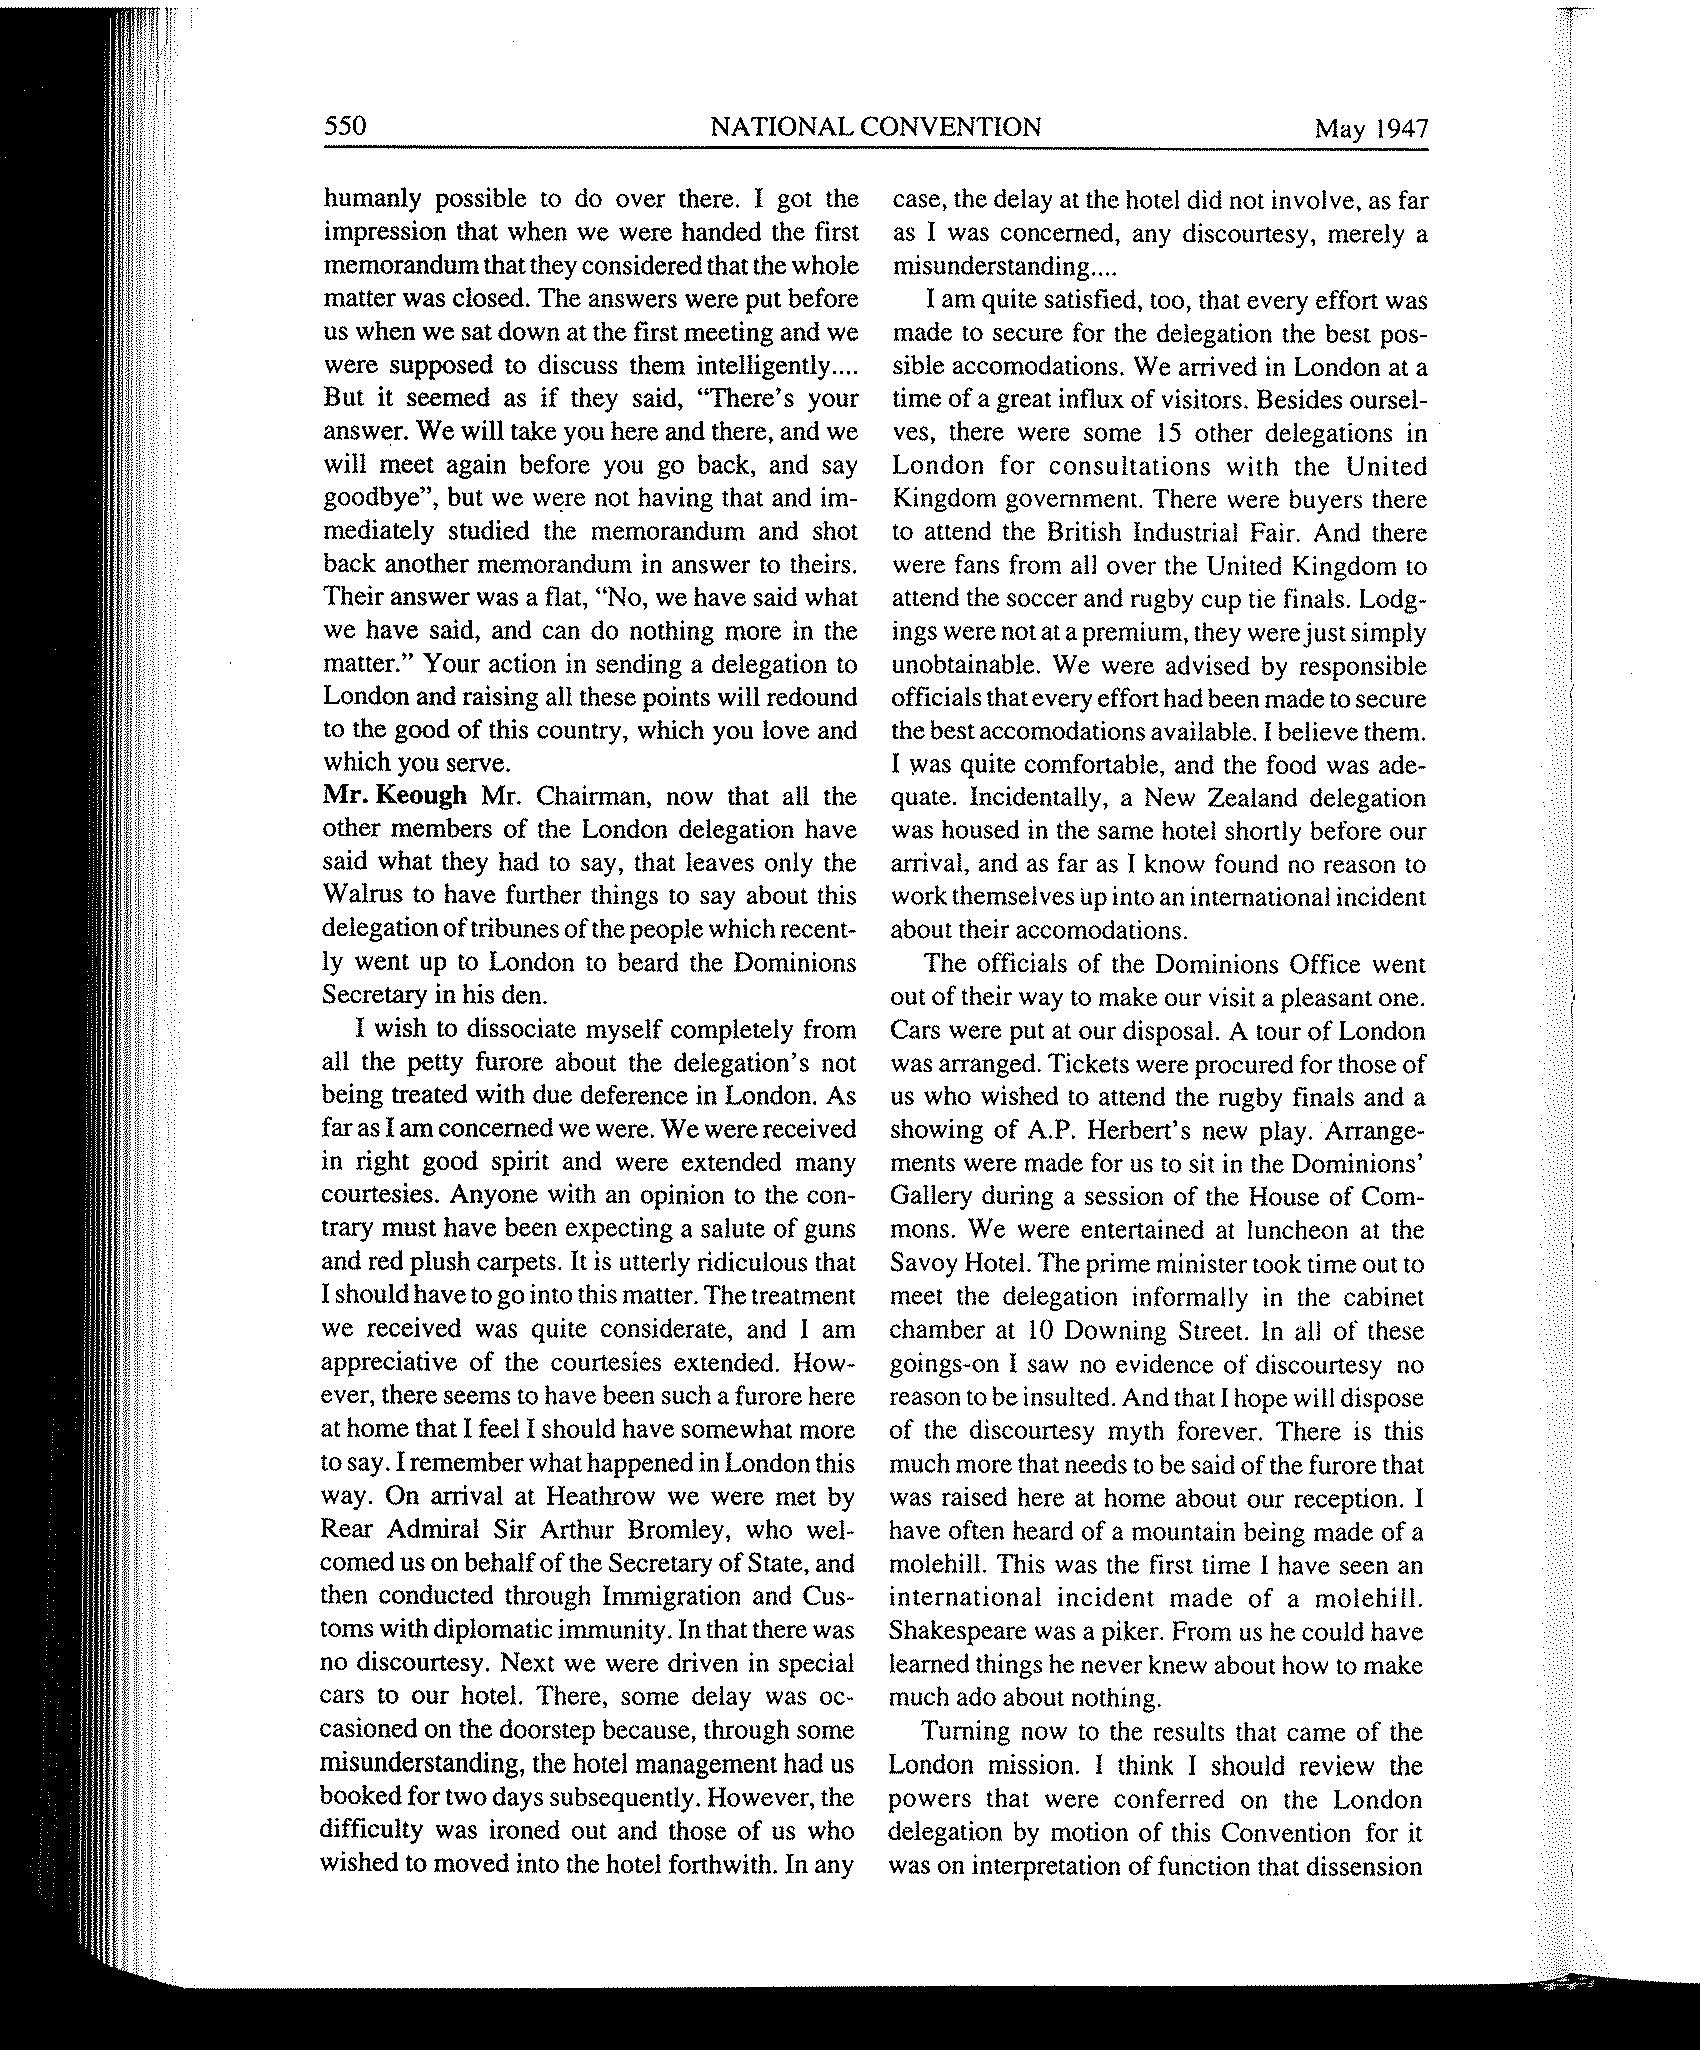 550 NATIONAL CONVENTION May 1947
humanly possible to do over there. I got the
impression that when we were handed the first
memorandum that they considered that the whole
matter was closed. The answers were put before
us when we sat down at the first meeting and we
were supposed to discuss them intelligently....
But it seemed as if they said, “There's your
answer. We will take you here and there, and we
will meet again before you go back, and say
goodbye”, but we were not having that and im-
mediately studied the memorandum and shot
back another memorandum in answer to theirs.
Their answer was a flat, “No, we have said what
we have said, and can do nothing more in the
matter.” Your action in sending a delegation to
London and raising all these points will redound
to the good of this country, which you love and
which you serve.
Mr. Keough Mr. Chairman, now that all the
other members of the London delegation have
said what they had to say, that leaves only the
Walrus to have further things to say about this
delegation of tribunes of the people which recent-
ly went up to London to beard the Dominions
Secretary in his den.
I wish to dissociate myself completely from
all the petty furore about the delegation's not
being treated with due deference in London. As
far as I am concerned we were. We were received
in right good spirit and were extended many
courtesies. Anyone with an opinion to the con-
trary must have been expecting a salute of guns
and red plush carpets. It is utterly ridiculous that
I should have to go into this matter. The treatment
we received was quite considerate, and I am
appreciative of the courtesies extended. How-
ever, there seems to have been such a furore here
at home that I feel I should have somewhat more
to say. I remember what happened in London this
way. On arrival at Heathrow we were met by
Rear Admiral Sir Arthur Bromley, who wel-
comed us on behalf of the Secretary of State, and
then conducted through Immigration and Cus-
toms with diplomatic immunity. In that there was
no discourtesy. Next we were driven in special
cars to our hotel. There, some delay was oc-
casioned on the doorstep because, through some
misunderstanding, the hotel management had us
booked for two days subsequently. However, the
difficulty was ironed out and those of us who
wished to moved into the hotel forthwith. In any
case, the delay at the hotel did not involve, as far
as I was concerned, any discourtesy, merely a
misunderstanding....
I am quite satisfied, too, that every effort was
made to secure for the delegation the best pos-
sible accomodations. We arrived in London at a
time of a great influx of visitors. Besides oursel-
ves, there were some 15 other delegations in
London for consultations with the United
Kingdom government. There were buyers there
to attend the British Industrial Fair. And there
were fans from all over the United Kingdom to
attend the soccer and rugby cup tie finals. Lodg-
ings were not at a premium, they were just simply
unobtainable. We were advised by responsible
officials that every effort had been made to secure
the best accomodations available. I believe them.
I was quite comfortable, and the food was ade-
quate. Incidentally, a New Zealand delegation
was housed in the same hotel shortly before our
arrival, and as far as I know found no reason to
work themselves up into an international incident
about their accomodations.
The officials of the Dominions Office went
out of their way to make our visit a pleasant one.
Cars were put at our disposal. A tour of London
was arranged. Tickets were procured for those of
us who wished to attend the rugby finals and a
showing of A.P. Herbert's new play. Arrange-
ments were made for us to sit in the Dominions'
Gallery during a session of the House of Com-
mons. We were entertained at luncheon at the
Savoy Hotel. The prime minister took time out to
meet the delegation informally in the cabinet
chamber at 10 Downing Street. In all of these
goings-on I saw no evidence of discourtesy no
reason to be insulted. And that I hope will dispose
of the discourtesy myth forever. There is this
much more that needs to be said of the furore that
was raised here at home about our reception. I
have often heard of a mountain being made of a
molehill. This was the first time I have seen an
international incident made of a molehill.
Shakespeare was a piker. From us he could have
learned things he never knew about how to make
much ado about nothing.
Turning now to the results that came of the
London mission. I think I should review the
powers that were conferred on the London
delegation by motion of this Convention for it
was on interpretation of function that dissension